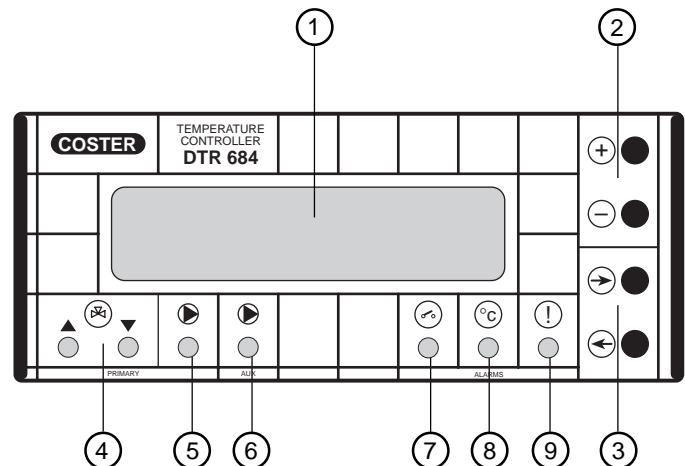 1
2
COSTER
TEMPERATURE
CONTROLLER
DTR 684
+
−
°C
!
PRIMARY
AUX
ALARMS
4
5
6
7
8
9
3